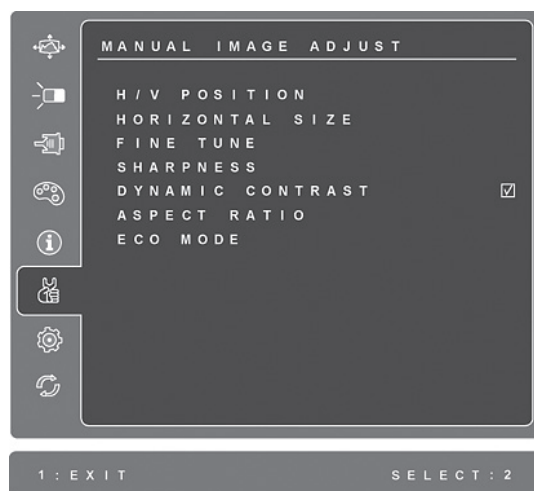 MANUAL IMAGE ADJUST
H/V POSITION
HORIZONTAL SIZE
FINE TUNE
SHARPNESS
DYNAMIC CONTRAST ☑
ASPECT RATIO
ECO MODE
1:EXIT SELECT:2